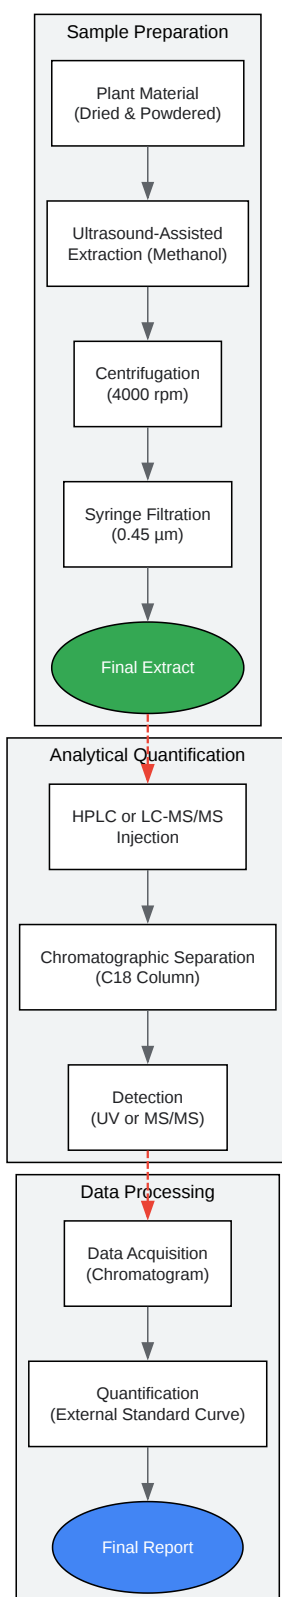 Sample Preparation
Plant Material
(Dried & Powdered)
Ultrasound-Assisted
Extraction (Methanol)
Centrifugation
(4000 rpm)
Syringe Filtration
(0.45 µm)
Final Extract
Analytical Quantification
HPLC or LC-MS/MS
Injection
Chromatographic Separation
(C18 Column)
Detection
(UV or MS/MS)
Data Processing
Data Acquisition
(Chromatogram)
Quantification
(External Standard Curve)
Final Report